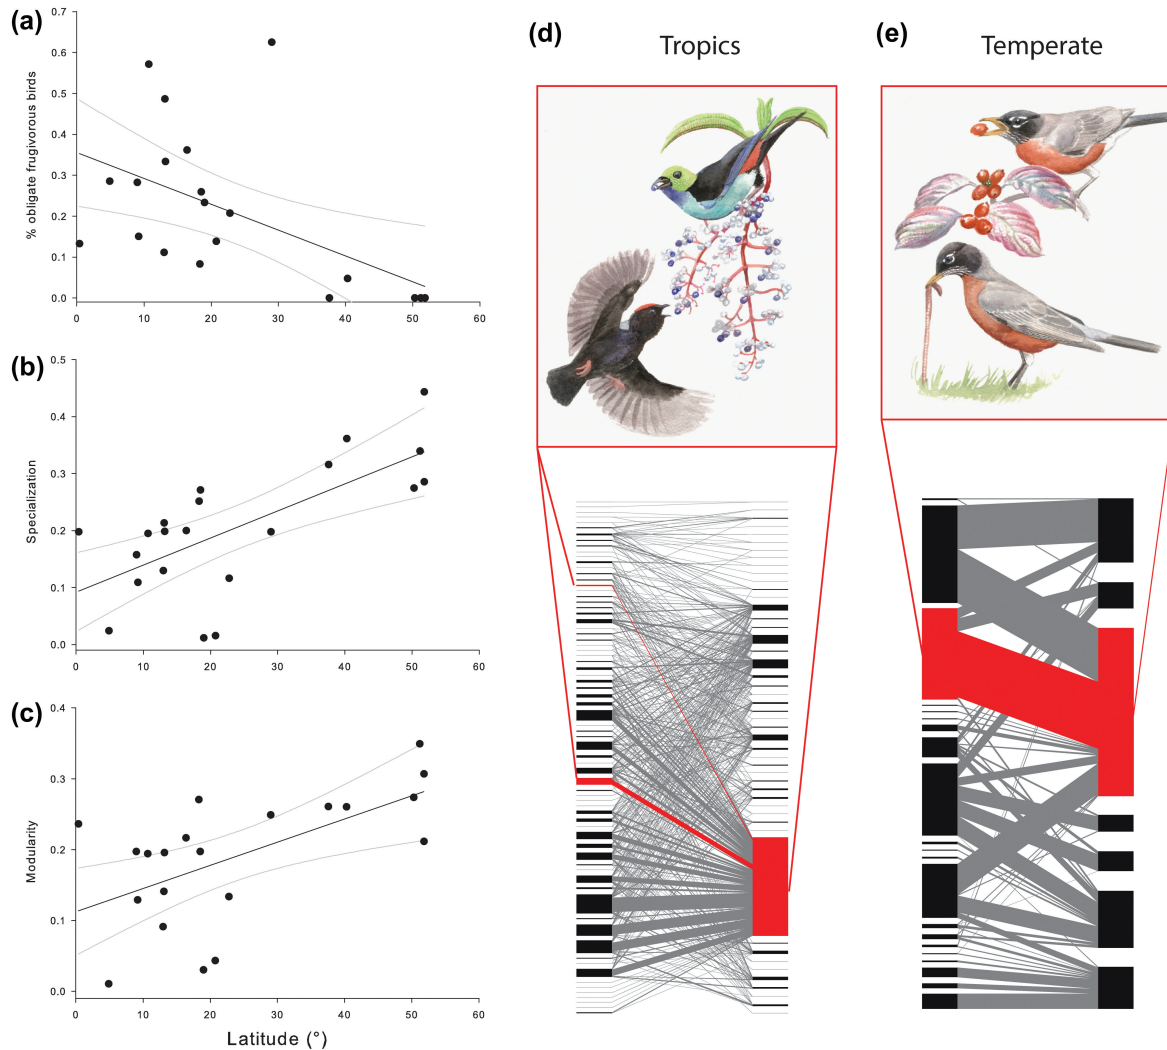 (a)
% obligate frugivorous birds
0.7
0.6
0.5
0.4
0.3
0.2
0.1
0.0
0 10 20 30 40 50 60
(b)
Specialization
0.5
0.4
0.3
0.2
0.1
0.0
0 10 20 30 40 50 60
(c)
Modularity
0.4
0.3
0.2
0.1
0.0
0 10 20 30 40 50 60
Latitude (°)
(d)
Tropics
(e)
Temperate